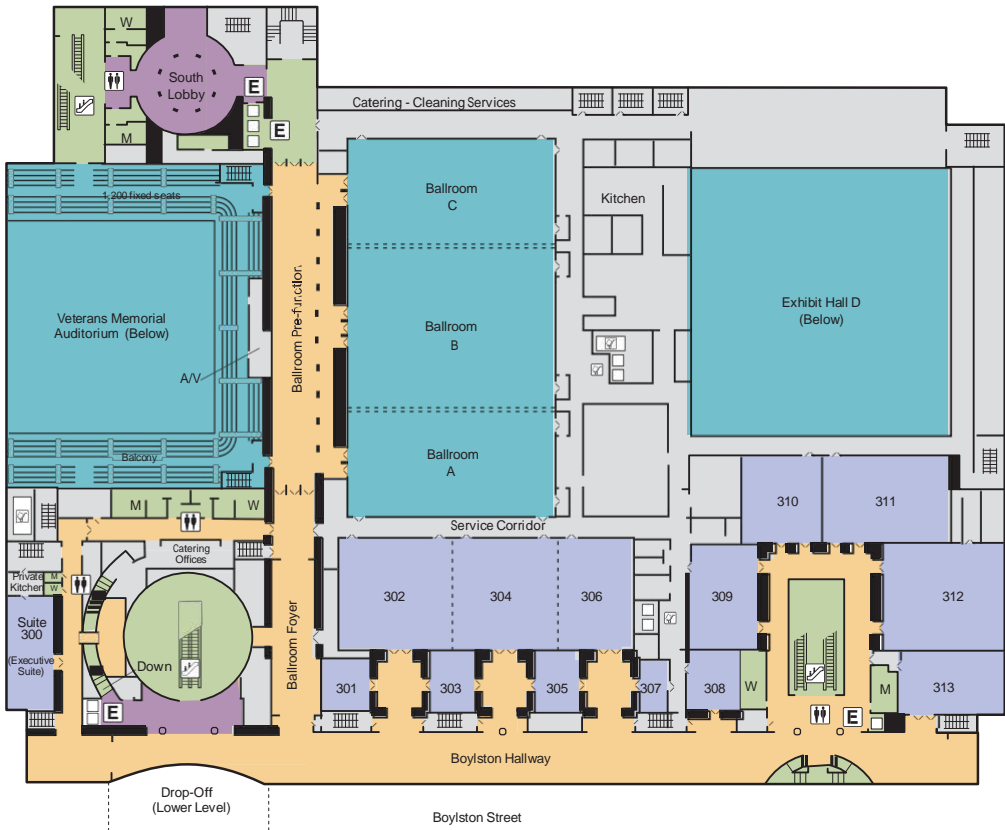 W
South
Lobby
E
E
M
Catering - Cleaning Services
1,200 fixed seats
Ballroom
C
Kitchen
Ballroom Pre-function
Veterans Memorial
Auditorium (Below)
Ballroom
B
Exhibit Hall D
(Below)
A/V
Balcony
Ballroom
A
310
311
M
W
Service Corridor
Catering
Offices
Private
Kitchen
M
W
302
304
306
309
312
Suite
300
(Executive
Suite)
Down
Ballroom Foyer
301
303
305
307
308
W
M
313
E
E
Boylston Hallway
Drop-Off
(Lower Level)
Boylston Street